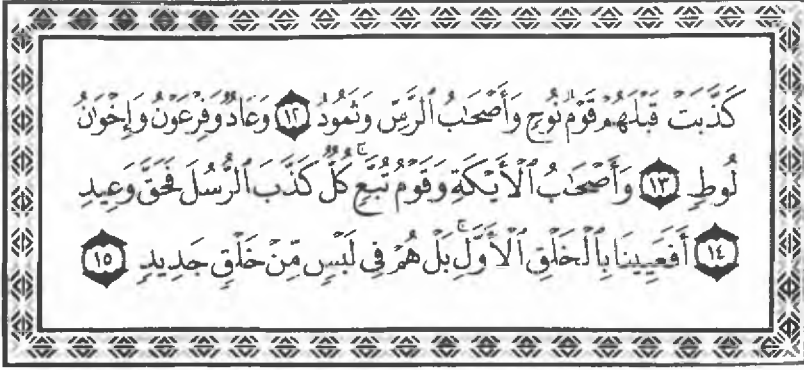 كَذَّبَتْ قَبْلَهُمْ قَوْمُ نُوحٍ وَأَصْحَٰبُ ٱلرَّسِّ وَثَمُودُ ١٢ وَعَادٌ وَفِرْعَوْنُ وَإِخْوَٰنُ
لُوطٍ ١٣ وَأَصْحَٰبُ ٱلْأَيْكَةِ وَقَوْمُ تُبَّعٍ ۚ كُلٌّ كَذَّبَ ٱلرُّسُلَ فَحَقَّ وَعِيدِ
١٤ أَفَعَيِينَا بِٱلْخَلْقِ ٱلْأَوَّلِ ۚ بَلْ هُمْ فِى لَبْسٍ مِّنْ خَلْقٍ جَدِيدٍ ١٥